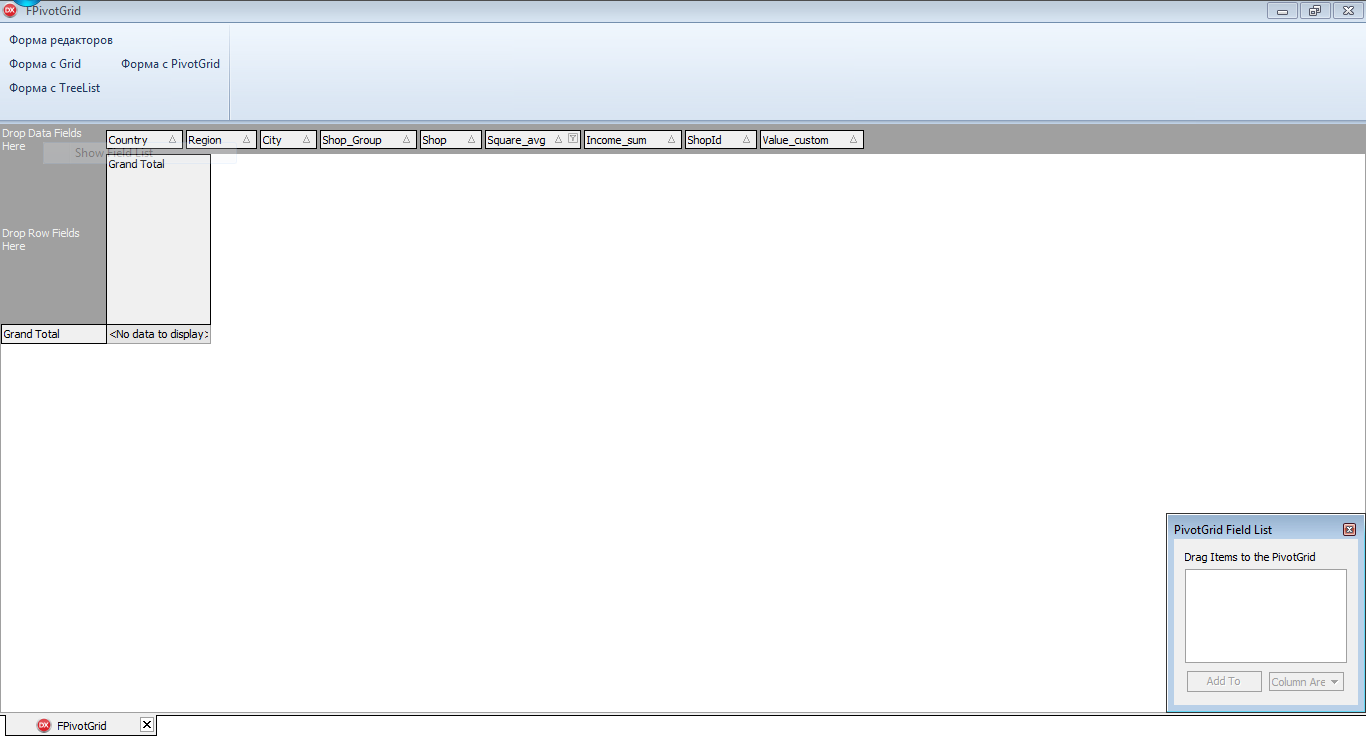 FPivotGrid
Форма редакторов
Форма с Grid Форма с PivotGrid
Форма с TreeList
Drop Data Fields
Here
Country Region City Shop_Group Shop Square_avg Income_sum ShopId Value_custom
Show Field List
Grand Total
Drop Row Fields
Here
Grand Total <No data to display>
PivotGrid Field List
Drag Items to the PivotGrid
Add To Column Are
DX FPivotGrid